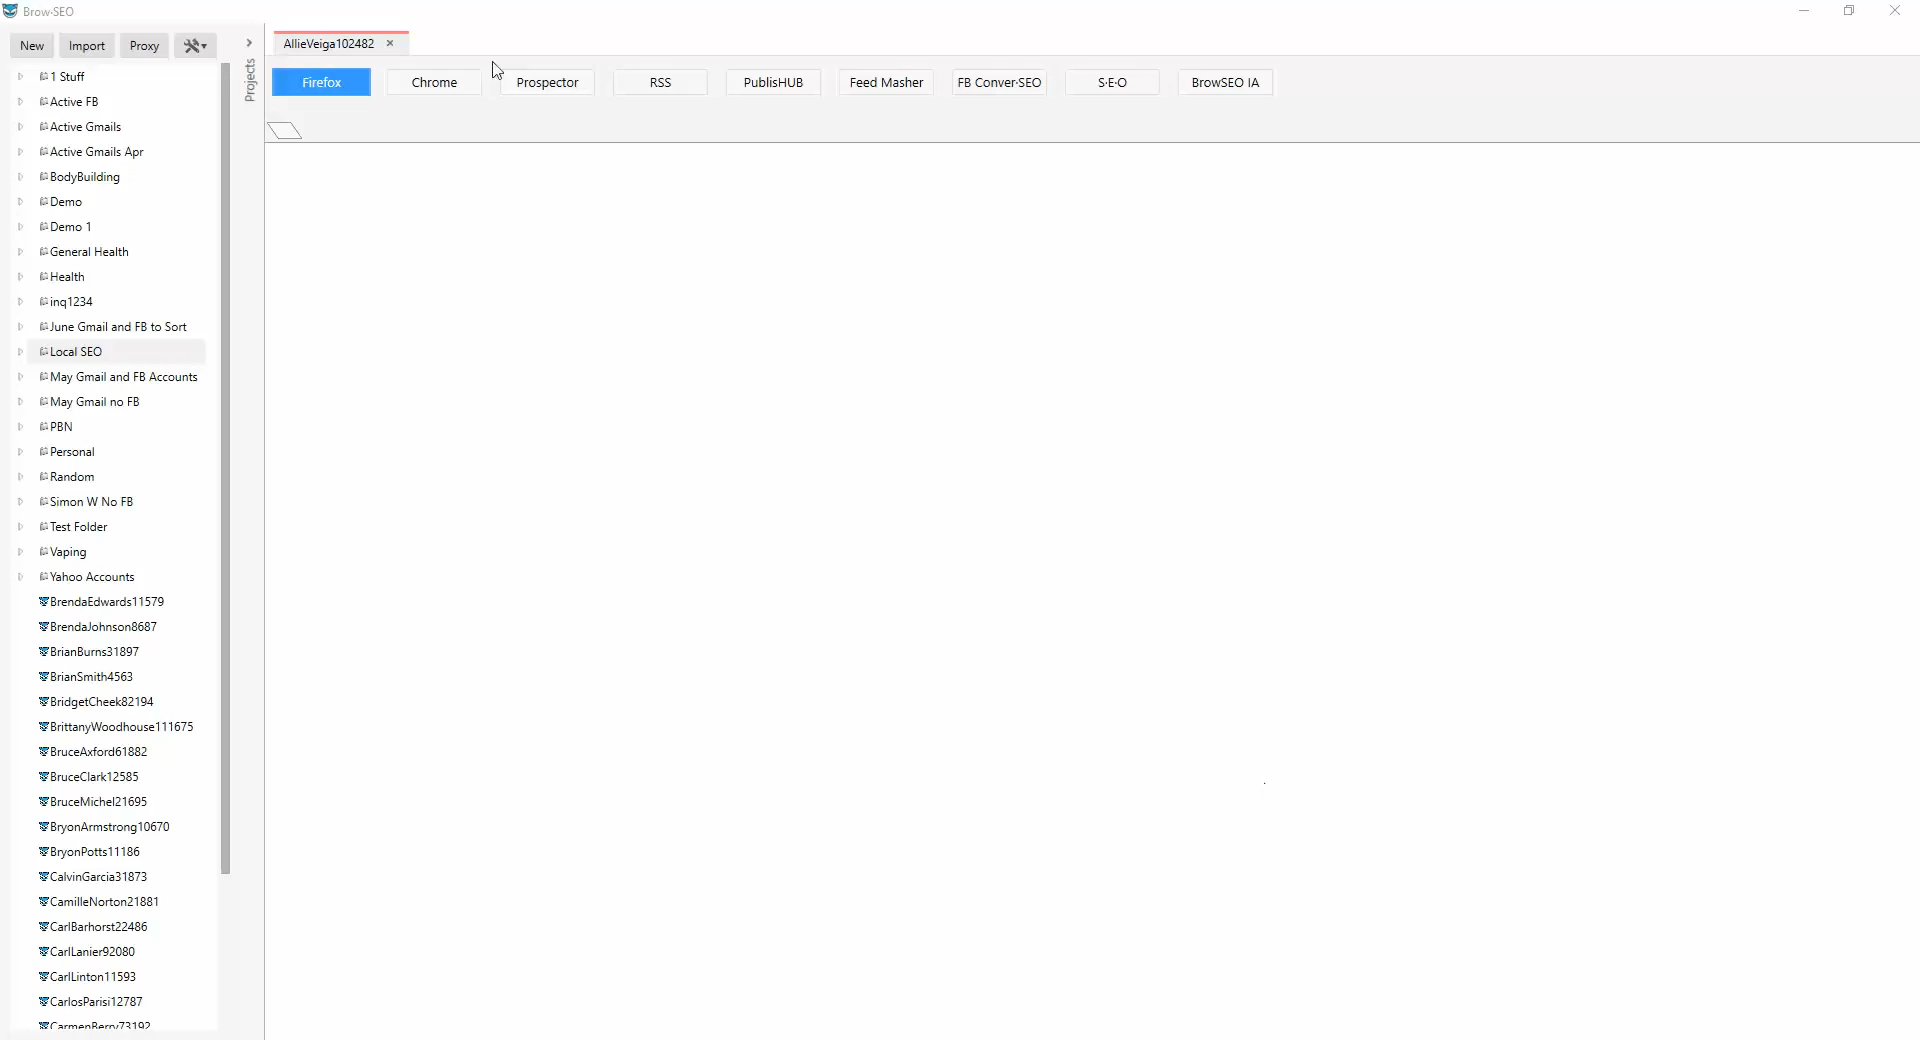 Brow·SEO
New Import Proxy
AllieVeiga102482
Projects
Firefox Chrome Prospector RSS PublisHUB Feed Masher FB Conver·SEO S·E·O BrowSEO IA
1 Stuff
Active FB
Active Gmails
Active Gmails Apr
BodyBuilding
Demo
Demo 1
General Health
Health
inq1234
June Gmail and FB to Sort
Local SEO
May Gmail and FB Accounts
May Gmail no FB
PBN
Personal
Random
Simon W No FB
Test Folder
Vaping
Yahoo Accounts
BrendaEdwards11579
BrendaJohnson8687
BrianBurns31897
BrianSmith4563
BridgetCheek82194
BrittanyWoodhouse111675
BruceAxford61882
BruceClark12585
BruceMichel21695
BryonArmstrong10670
BryonPotts11186
CalvinGarcia31873
CamilleNorton21881
CarlBarhorst22486
CarlLanier92080
CarlLinton11593
CarlosParisi12787
CarmenBerry73192